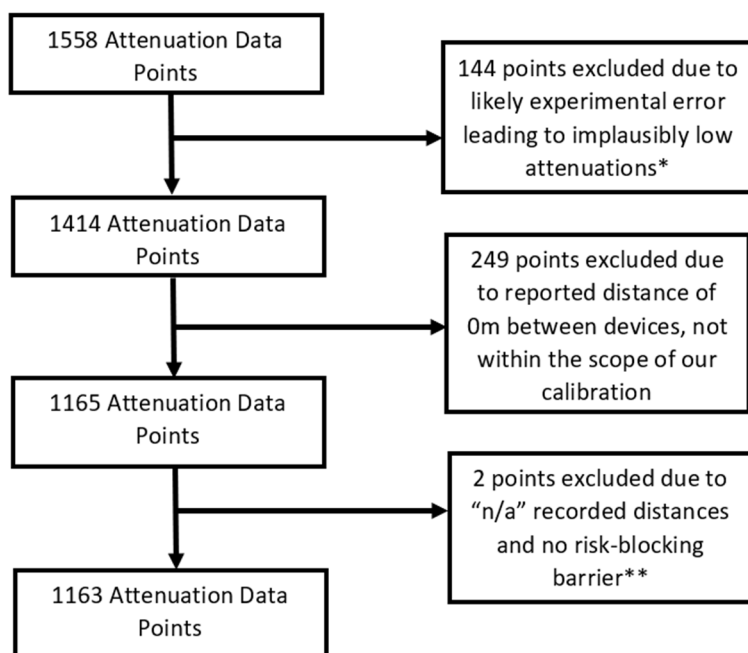 1558 Attenuation Data
Points
144 points excluded due to
likely experimental error
leading to implausibly low
attenuations*
1414 Attenuation Data
Points
249 points excluded due
to reported distance of
0m between devices, not
within the scope of our
calibration
1165 Attenuation Data
Points
2 points excluded due to
“n/a” recorded distances
and no risk-blocking
barrier**
1163 Attenuation Data
Points